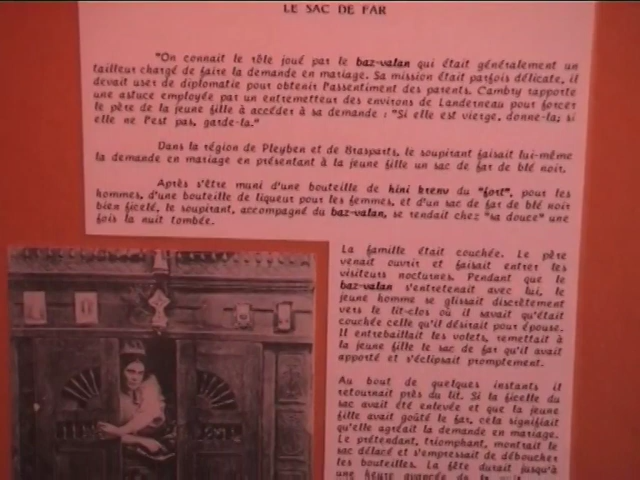 LE SAC DE FAR
"On connaît le rôle joué par le baz-valan qui était généralement un
tailleur chargé de faire la demande en mariage. Sa mission était parfois délicate, il
devait user de diplomatie pour obtenir l'assentiment des parents. Cambry rapporte
une astuce employée par un entremetteur des environs de Landerneau pour forcer
le père de la jeune fille à accéder à sa demande : "Si elle est vierge, donne-la; si
elle ne l'est pas, garde-la."
Dans la région de Pleyben et de Brasparts, le soupirant faisait lui-même
la demande en mariage en présentant à la jeune fille un sac de far de blé noir.
Après s'être muni d'une bouteille de hini krenv du "fort", pour les
hommes, d'une bouteille de liqueur pour les femmes, et d'un sac de far de blé noir
bien ficelé, le soupirant, accompagné du baz-valan, se rendait chez "sa douce" une
fois la nuit tombée.
La famille était couchée. Le père
venait ouvrir et faisait entrer les
visiteurs nocturnes. Pendant que le
baz-valan s'entretenait avec lui, le
jeune homme se glissait discrètement
vers le lit-clos où il savait qu'était
couchée celle qu'il désirait pour épouse.
Il entrebaillait les volets, remettait à
la jeune fille le sac de far qu'il avait
apporté et s'éclipsait promptement.
Au bout de quelques instants il
retournait près du lit. Si la ficelle du
sac avait été enlevée et que la jeune
fille avait goûté le far, cela signifiait
qu'elle agréait la demande en mariage.
Le prétendant, triomphant, montrait le
sac délacé et s'empressait de déboucher
les bouteilles. La fête durait jusqu'à
une heure avancée de la nuit